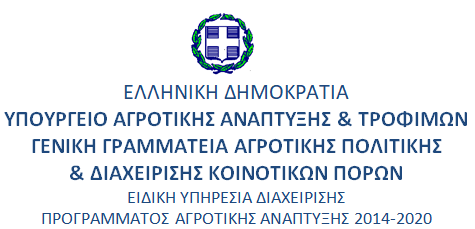 ΕΛΛΗΝΙΚΗ ΔΗΜΟΚΡΑΤΙΑ
ΥΠΟΥΡΓΕΙΟ ΑΓΡΟΤΙΚΗΣ ΑΝΑΠΤΥΞΗΣ & ΤΡΟΦΙΜΩΝ
ΓΕΝΙΚΗ ΓΡΑΜΜΑΤΕΙΑ ΑΓΡΟΤΙΚΗΣ ΠΟΛΙΤΙΚΗΣ
& ΔΙΑΧΕΙΡΙΣΗΣ ΚΟΙΝΟΤΙΚΩΝ ΠΟΡΩΝ
ΕΙΔΙΚΗ ΥΠΗΡΕΣΙΑ ΔΙΑΧΕΙΡΙΣΗΣ
ΠΡΟΓΡΑΜΜΑΤΟΣ ΑΓΡΟΤΙΚΗΣ ΑΝΑΠΤΥΞΗΣ 2014-2020